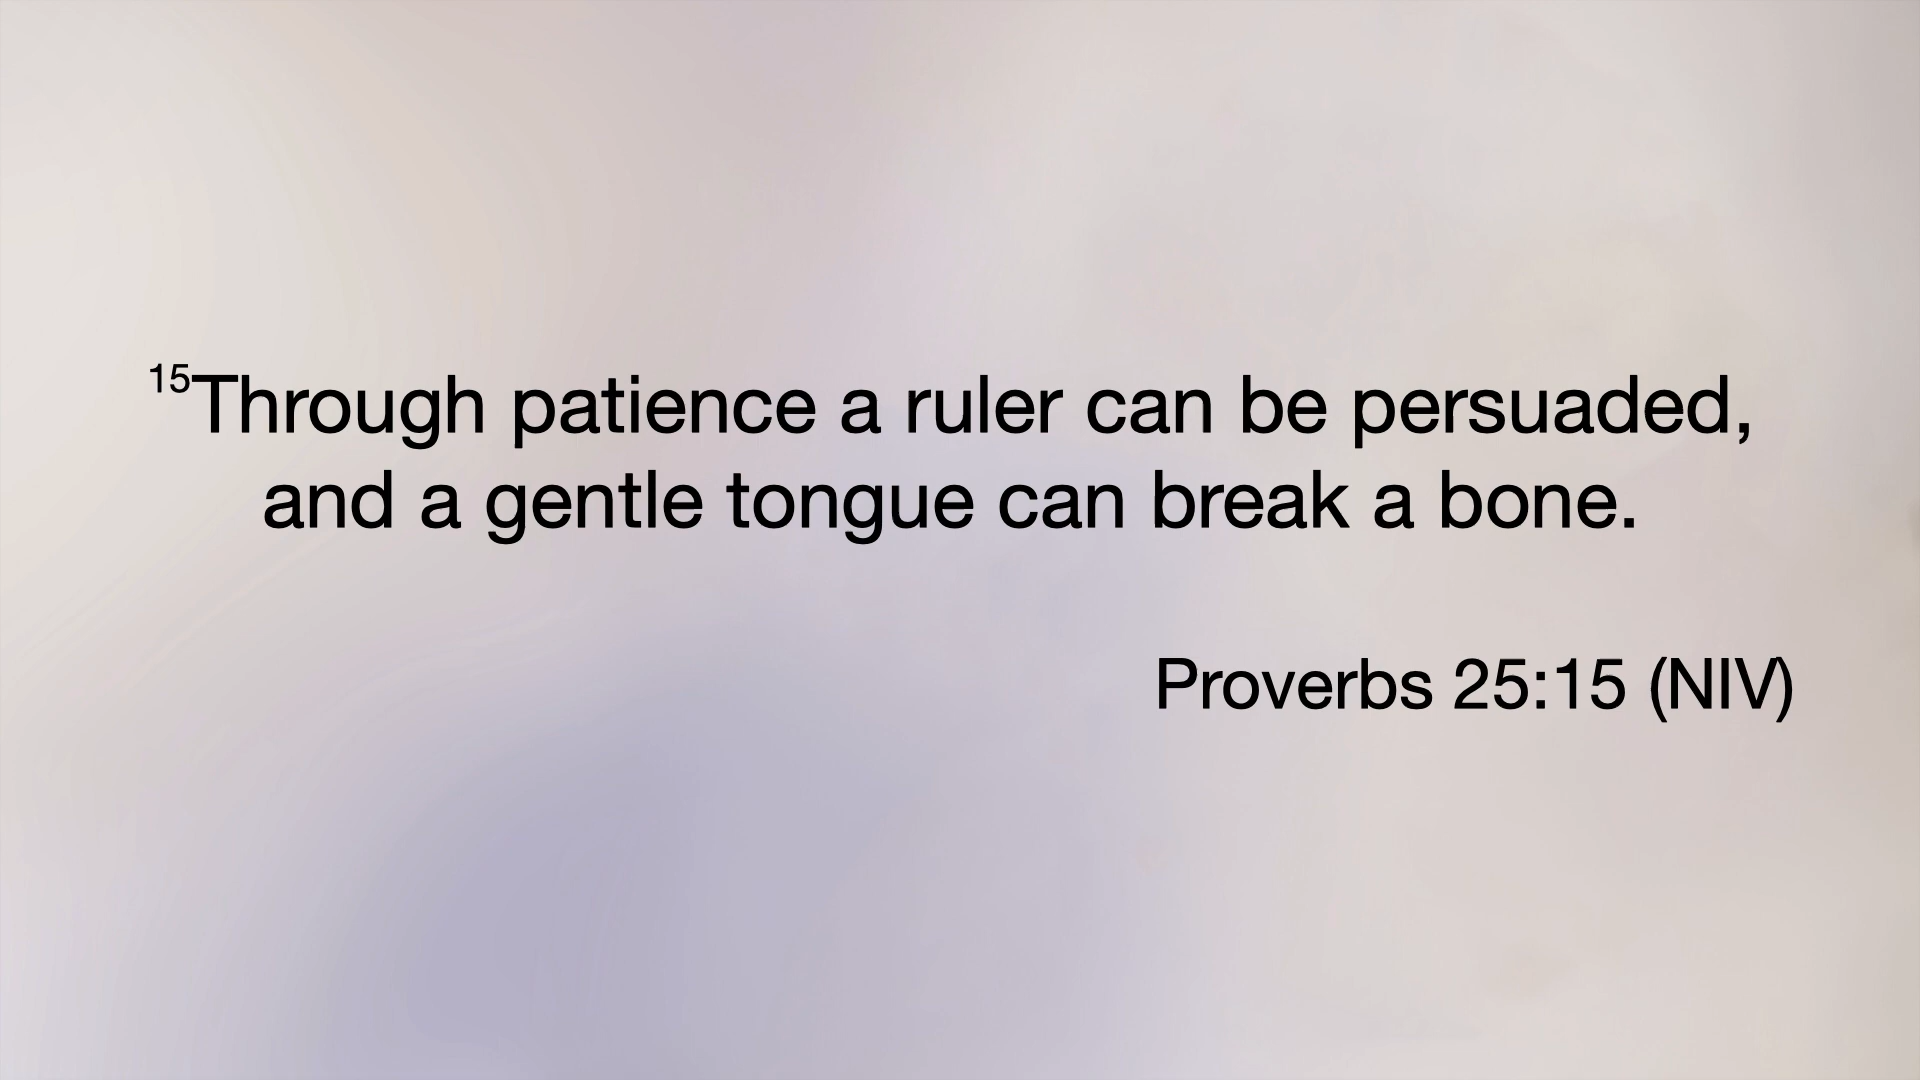 15Through patience a ruler can be persuaded,
and a gentle tongue can break a bone.
Proverbs 25:15 (NIV)